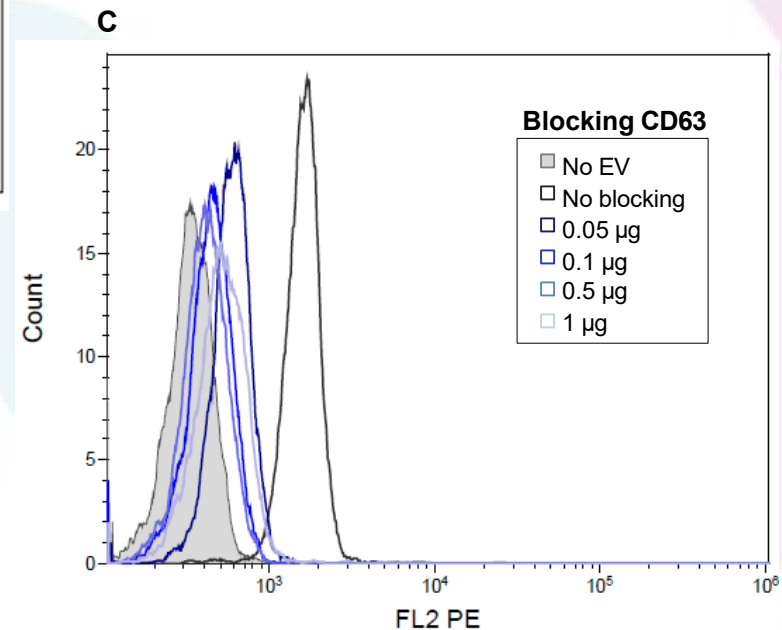 C
Blocking CD63
No EV
No blocking
0.05 µg
0.1 µg
0.5 µg
1 µg
20
15
10
5
0
Count
10³ 10⁴ 10⁵ 10⁶
FL2 PE